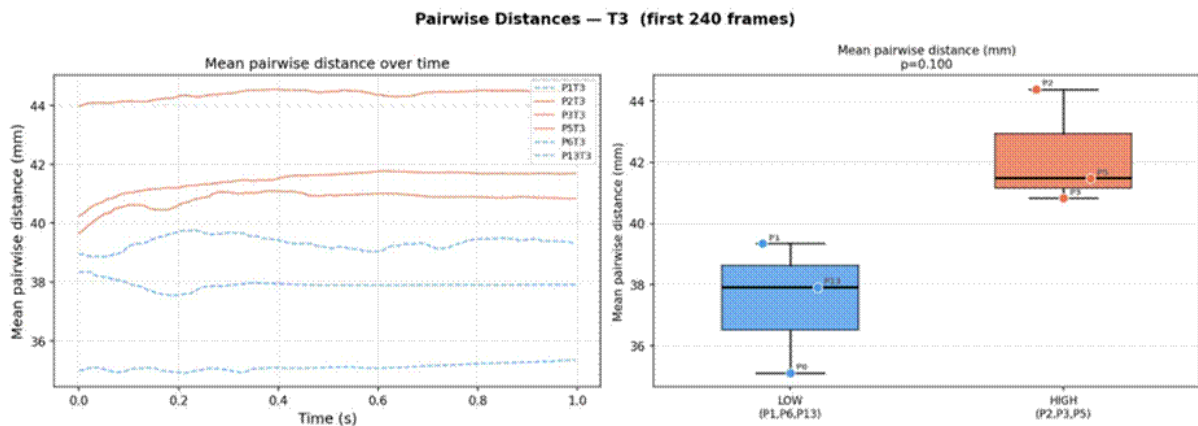 Pairwise Distances — T3 (first 240 frames)
Mean pairwise distance over time
Mean pairwise distance (mm)
44
42
40
38
36
0.0
0.2
0.4
0.6
0.8
1.0
Time (s)
P1T3
P2T3
P3T3
P5T3
P6T3
P13T3
Mean pairwise distance (mm)
p=0.100
Mean pairwise distance (mm)
44
42
40
38
36
P1
P13
P6
P2
P5
P3
LOW
(P1,P6,P13)
HIGH
(P2,P3,P5)